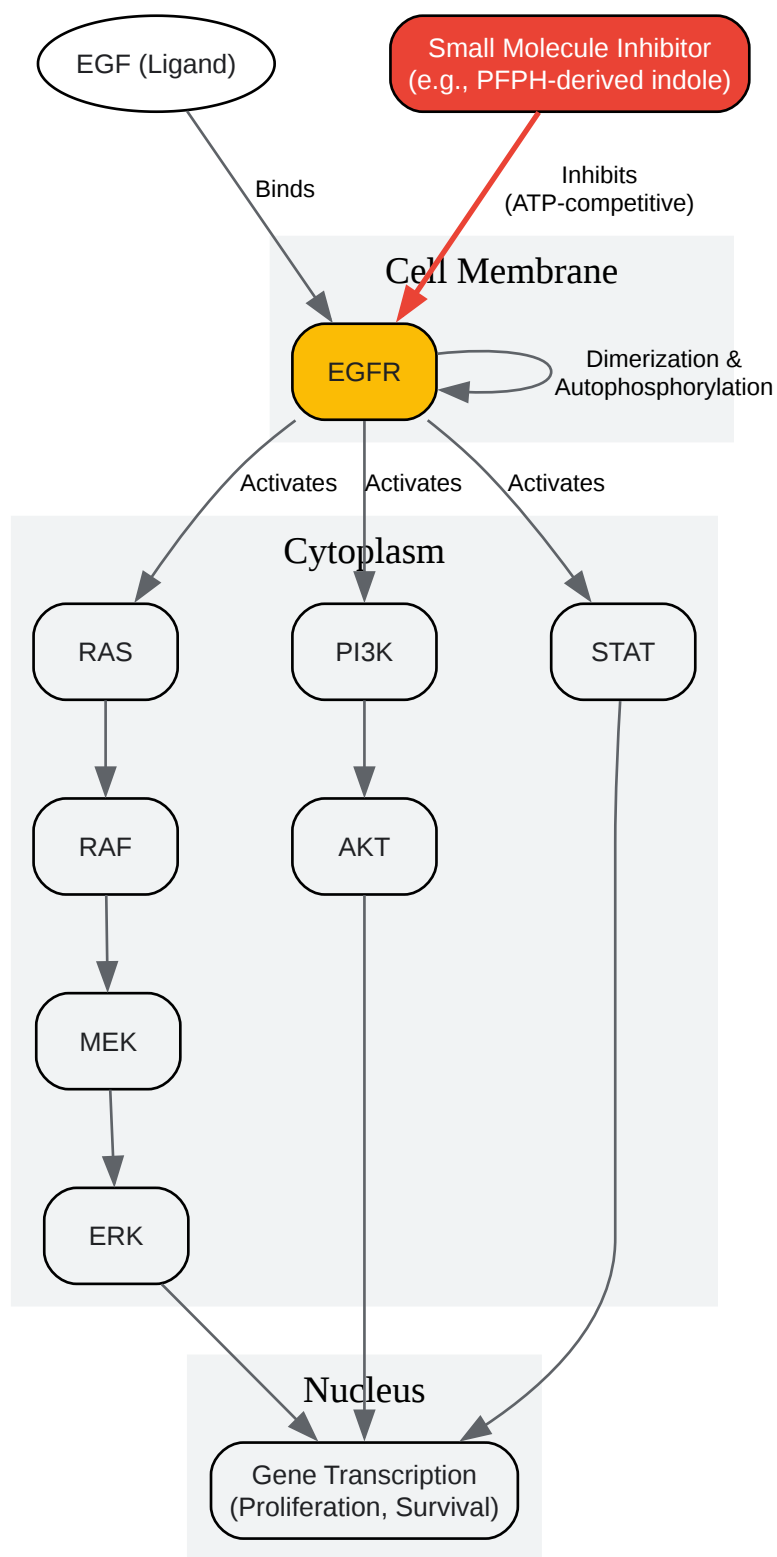 EGF (Ligand)
Small Molecule Inhibitor
(e.g., PFPH-derived indole)
Binds
Inhibits
(ATP-competitive)
Cell Membrane
EGFR
Dimerization &
Autophosphorylation
Activates
Activates
Activates
Cytoplasm
RAS
PI3K
STAT
RAF
AKT
MEK
ERK
Nucleus
Gene Transcription
(Proliferation, Survival)